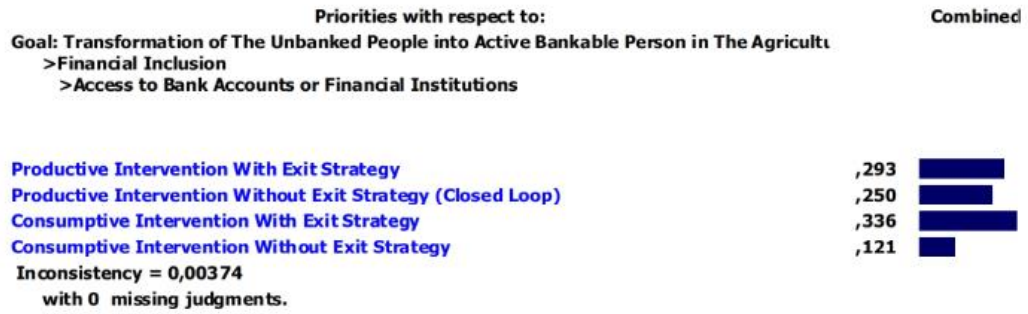 Priorities with respect to: Combined
Goal: Transformation of The Unbanked People into Active Bankable Person in The Agricultu
>Financial Inclusion
>Access to Bank Accounts or Financial Institutions
Productive Intervention With Exit Strategy ,293
Productive Intervention Without Exit Strategy (Closed Loop) ,250
Consumptive Intervention With Exit Strategy ,336
Consumptive Intervention Without Exit Strategy ,121
Inconsistency = 0,00374
with 0 missing judgments.